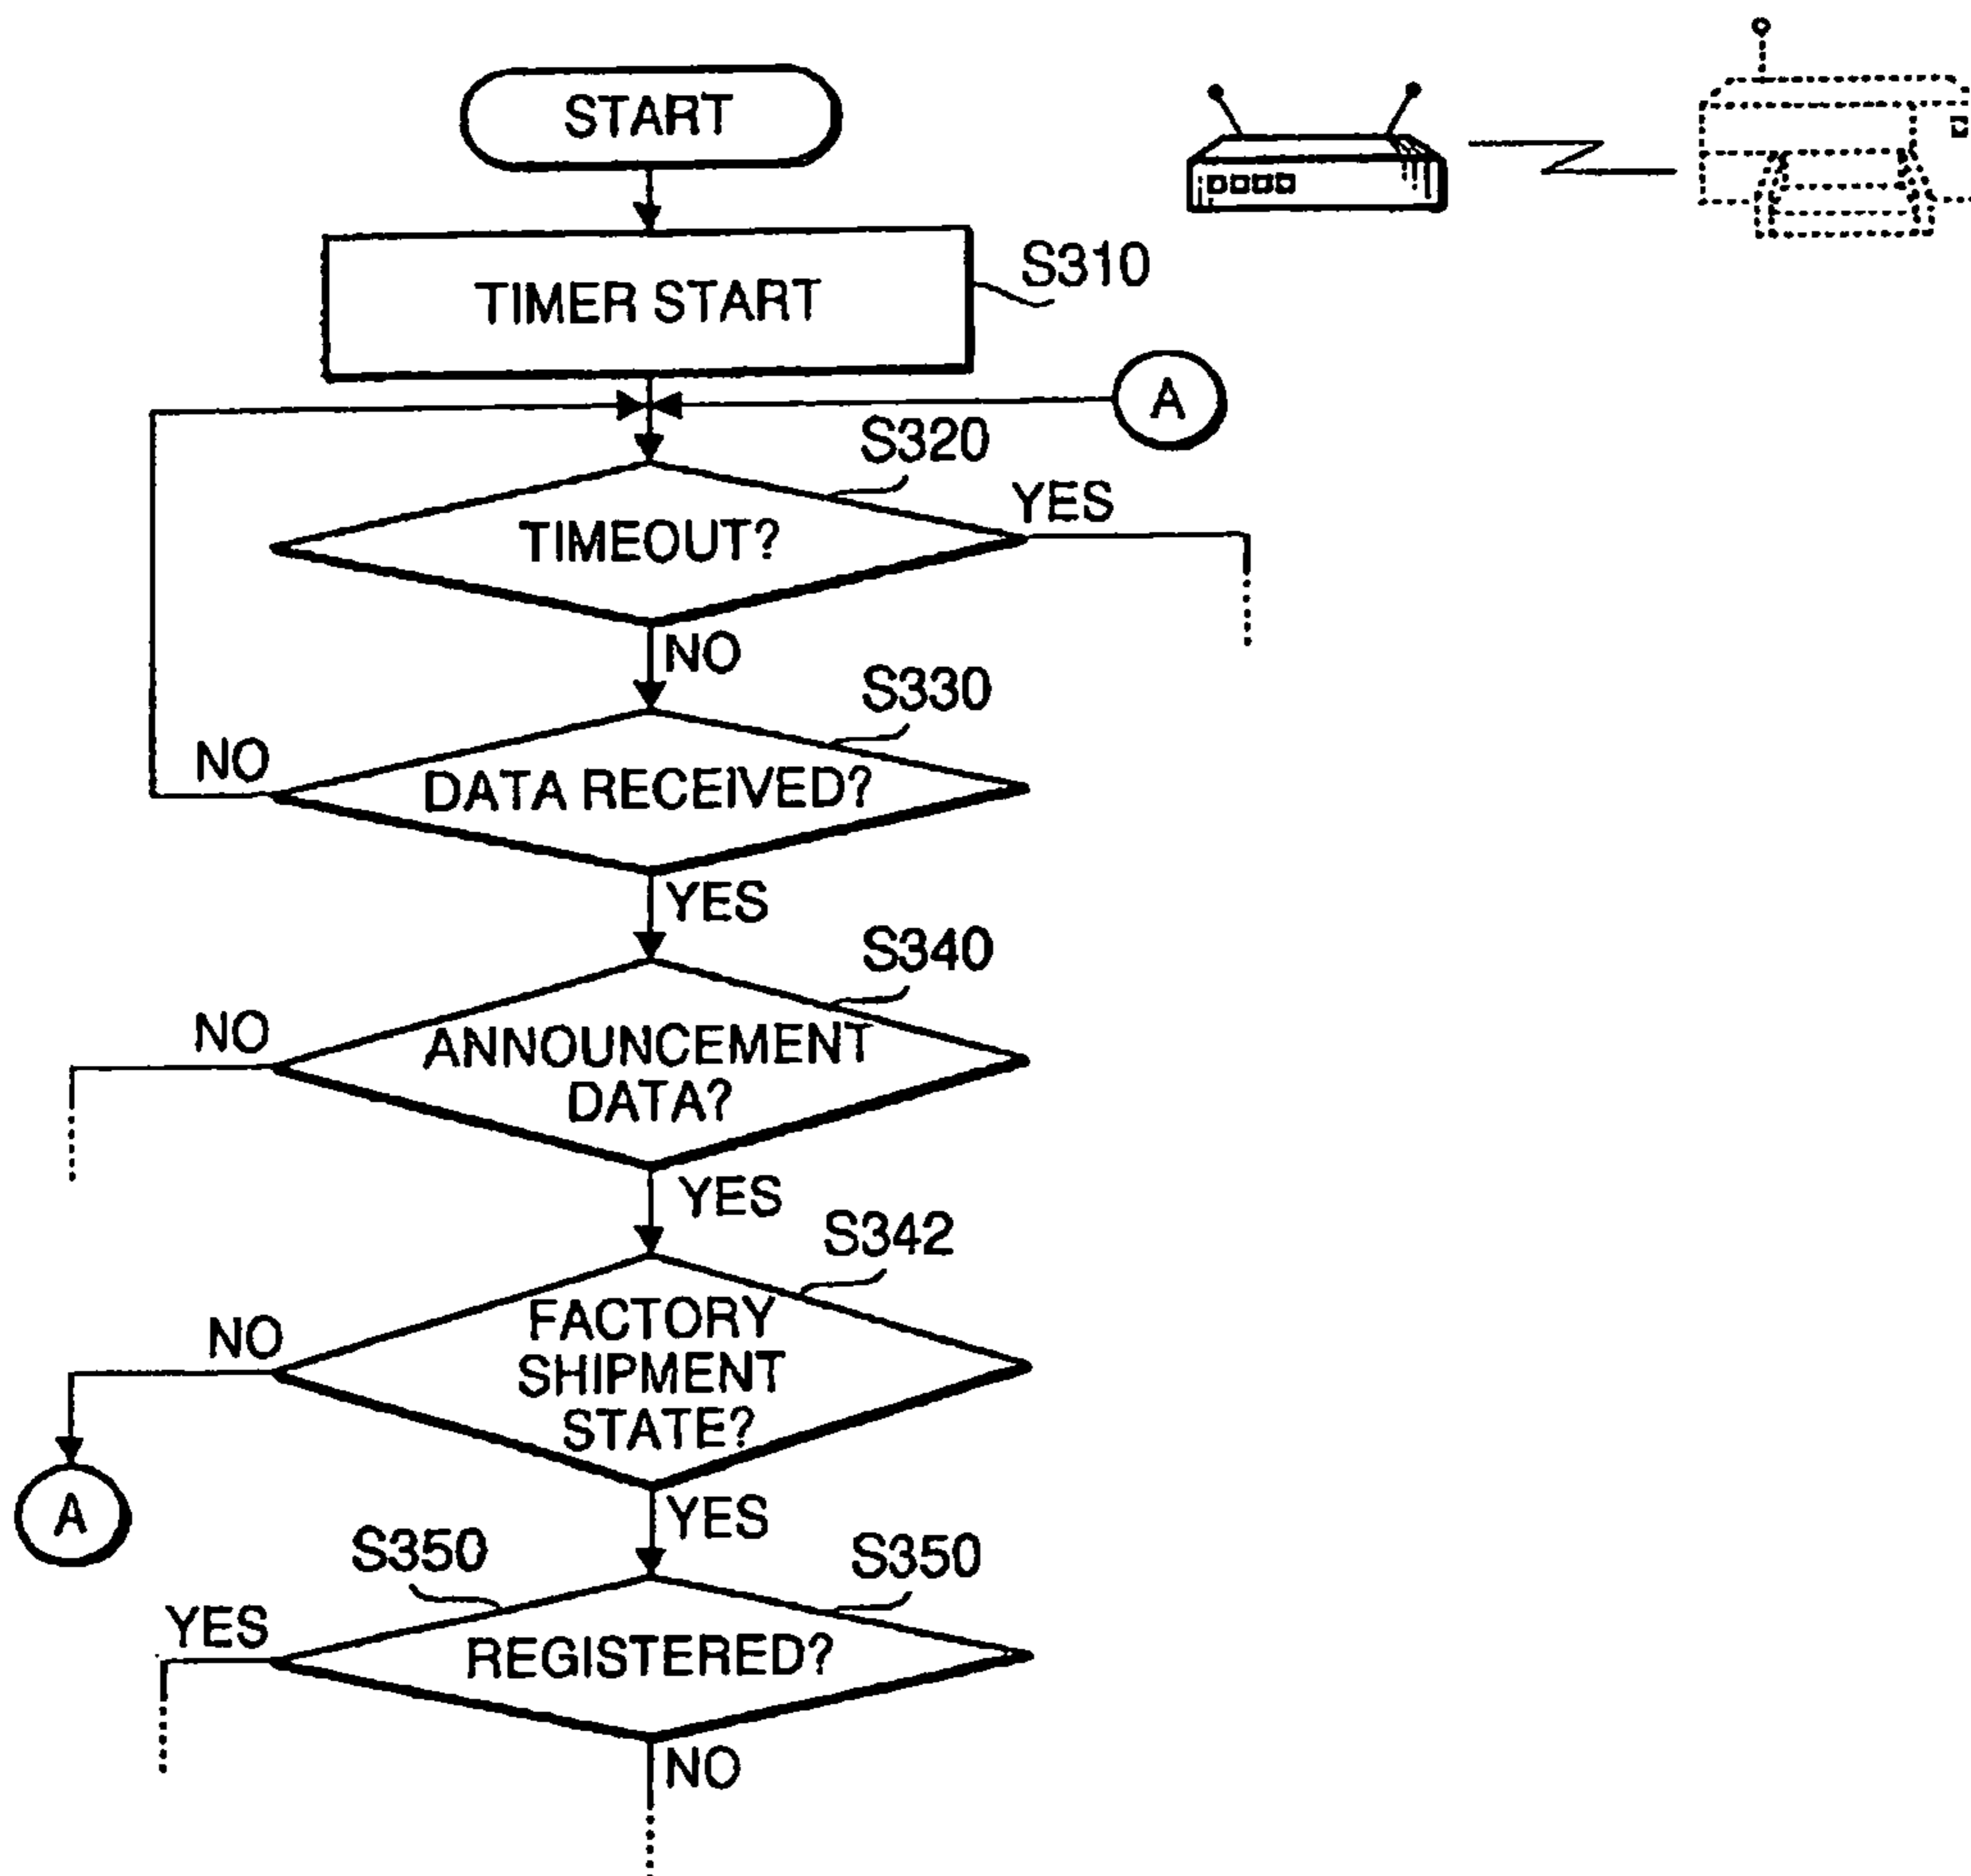 START
TIMER START
S310
A
S320
TIMEOUT?
YES
NO
S330
NO
DATA RECEIVED?
YES
S340
NO
ANNOUNCEMENT
DATA?
YES
S342
NO
FACTORY
SHIPMENT
STATE?
A
YES
S350
S350
YES
REGISTERED?
NO